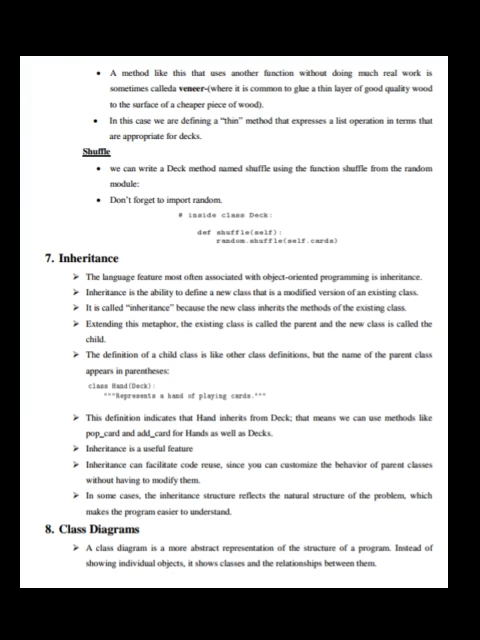 • A method like this that uses another function without doing much real work is
sometimes calleda veneer-(where it is common to glue a thin layer of good quality wood
to the surface of a cheaper piece of wood).
• In this case we are defining a "thin" method that expresses a list operation in terms that
are appropriate for decks.
Shuffle
• we can write a Deck method named shuffle using the function shuffle from the random
module:
• Don't forget to import random.
# inside class Deck:
def shuffle(self):
random.shuffle(self.cards)
7. Inheritance
➢ The language feature most often associated with object-oriented programming is inheritance.
➢ Inheritance is the ability to define a new class that is a modified version of an existing class.
➢ It is called "inheritance" because the new class inherits the methods of the existing class.
➢ Extending this metaphor, the existing class is called the parent and the new class is called the
child.
➢ The definition of a child class is like other class definitions, but the name of the parent class
appears in parentheses:
class Hand(Deck):
"""Represents a hand of playing cards."""
➢ This definition indicates that Hand inherits from Deck; that means we can use methods like
pop_card and add_card for Hands as well as Decks.
➢ Inheritance is a useful feature
➢ Inheritance can facilitate code reuse, since you can customize the behavior of parent classes
without having to modify them.
➢ In some cases, the inheritance structure reflects the natural structure of the problem, which
makes the program easier to understand.
8. Class Diagrams
➢ A class diagram is a more abstract representation of the structure of a program. Instead of
showing individual objects, it shows classes and the relationships between them.